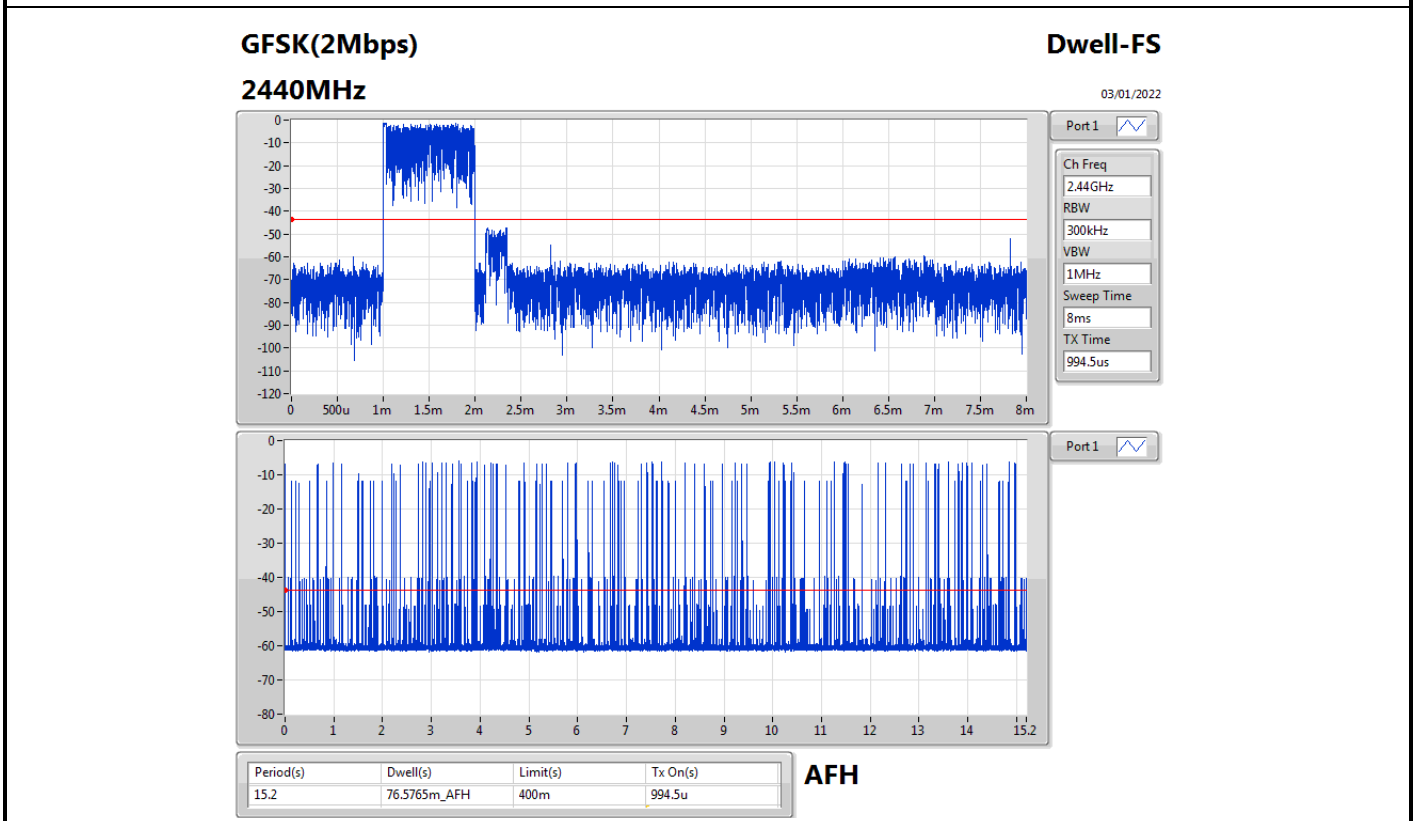 GFSK(2Mbps) Dwell-FS
2440MHz 03/01/2022
Port 1
Ch Freq
2.44GHz
RBW
300kHz
VBW
1MHz
Sweep Time
8ms
TX Time
994.5us
0
-10
-20
-30
-40
-50
-60
-70
-80
-90
-100
-110
-120
0 500u 1m 1.5m 2m 2.5m 3m 3.5m 4m 4.5m 5m 5.5m 6m 6.5m 7m 7.5m 8m
Port 1
0
-10
-20
-30
-40
-50
-60
-70
-80
0 1 2 3 4 5 6 7 8 9 10 11 12 13 14 15.2
Period(s) Dwell(s) Limit(s) Tx On(s)
15.2 76.5765m_AFH 400m 994.5u
AFH